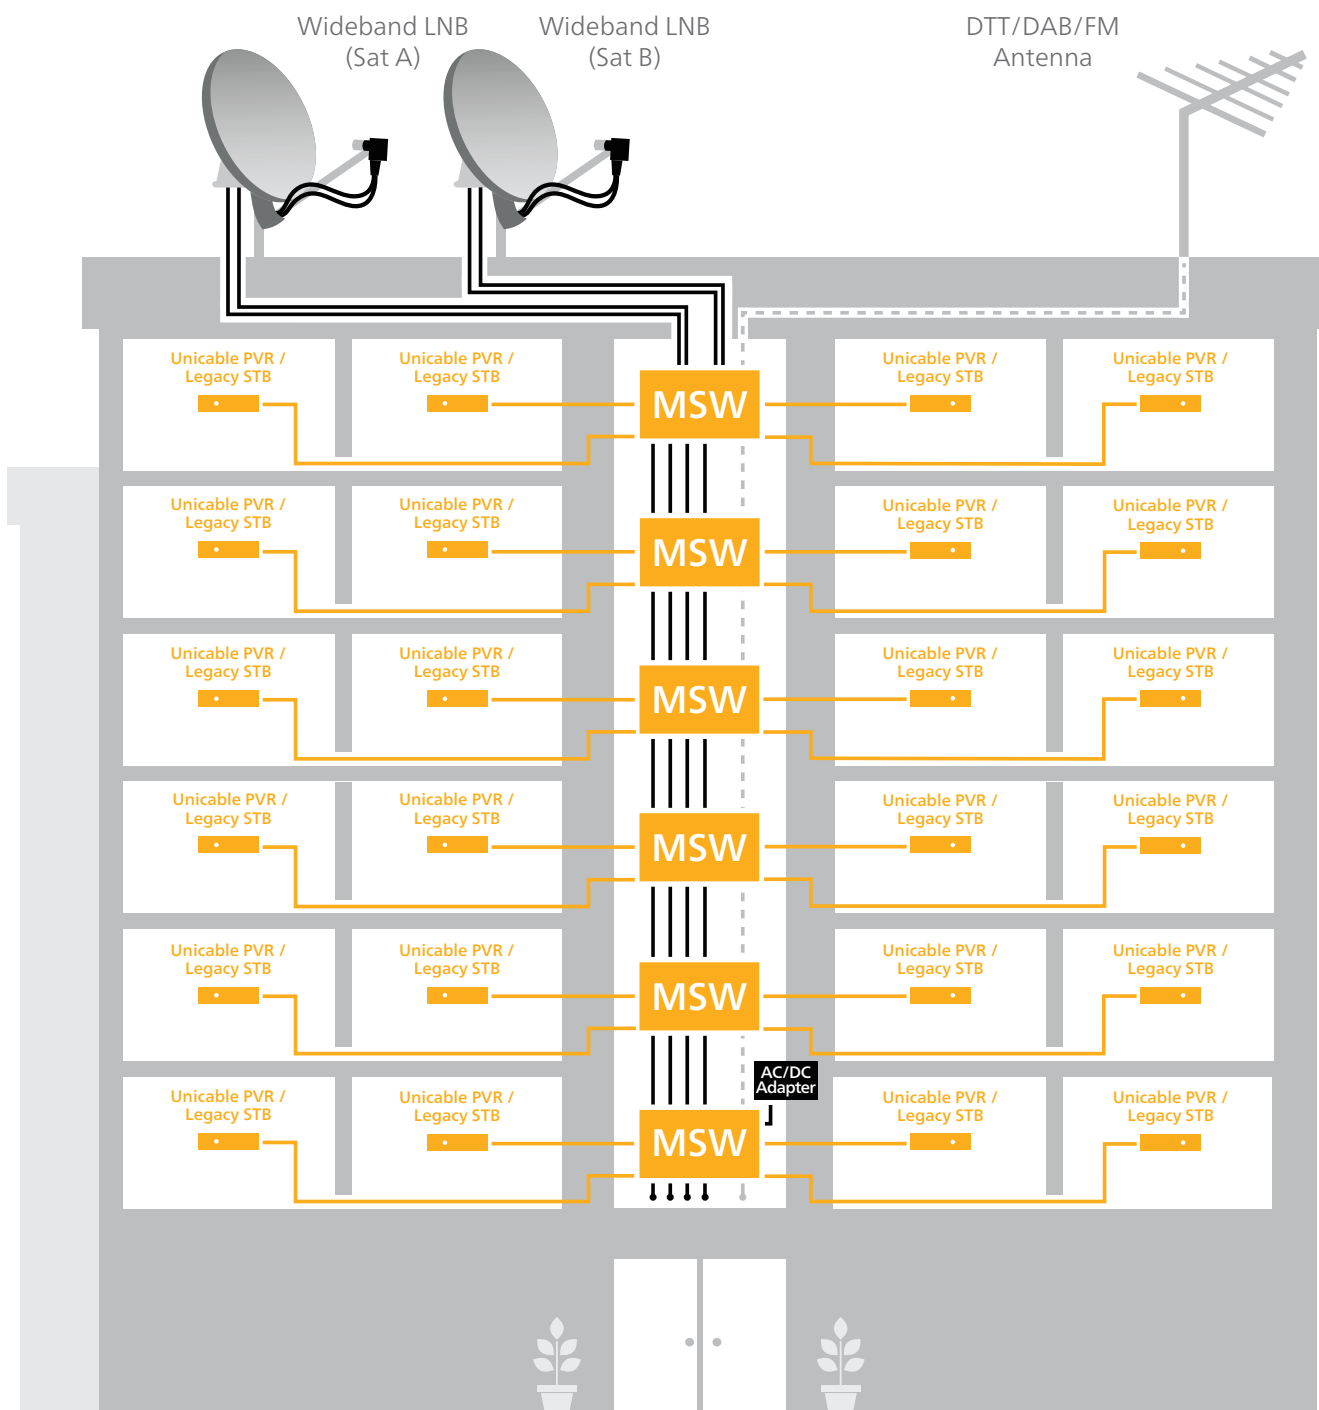 Wideband LNB
(Sat A)
Wideband LNB
(Sat B)
DTT/DAB/FM
Antenna
Unicable PVR /
Legacy STB
Unicable PVR /
Legacy STB
MSW
Unicable PVR /
Legacy STB
Unicable PVR /
Legacy STB
Unicable PVR /
Legacy STB
Unicable PVR /
Legacy STB
MSW
Unicable PVR /
Legacy STB
Unicable PVR /
Legacy STB
Unicable PVR /
Legacy STB
Unicable PVR /
Legacy STB
MSW
Unicable PVR /
Legacy STB
Unicable PVR /
Legacy STB
Unicable PVR /
Legacy STB
Unicable PVR /
Legacy STB
MSW
Unicable PVR /
Legacy STB
Unicable PVR /
Legacy STB
Unicable PVR /
Legacy STB
Unicable PVR /
Legacy STB
MSW
Unicable PVR /
Legacy STB
Unicable PVR /
Legacy STB
AC/DC
Adapter
Unicable PVR /
Legacy STB
Unicable PVR /
Legacy STB
MSW
Unicable PVR /
Legacy STB
Unicable PVR /
Legacy STB